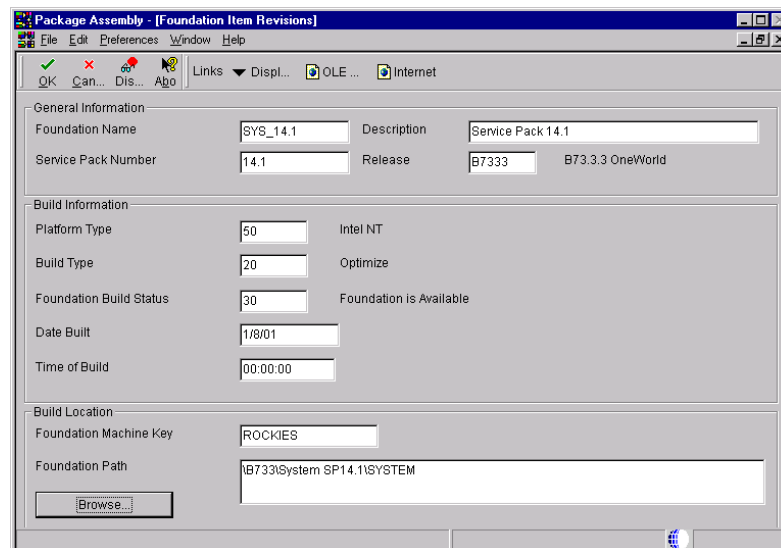 Package Assembly - [Foundation Item Revisions]
File Edit Preferences Window Help
OK Can... Dis... Abo Links Displ... OLE ... Internet
General Information
Foundation Name SYS_14.1 Description Service Pack 14.1
Service Pack Number 14.1 Release B7333 B73.3.3 OneWorld
Build Information
Platform Type 50 Intel NT
Build Type 20 Optimize
Foundation Build Status 30 Foundation is Available
Date Built 1/8/01
Time of Build 00:00:00
Build Location
Foundation Machine Key ROCKIES
Foundation Path \B733\System SP14.1\SYSTEM
Browse...